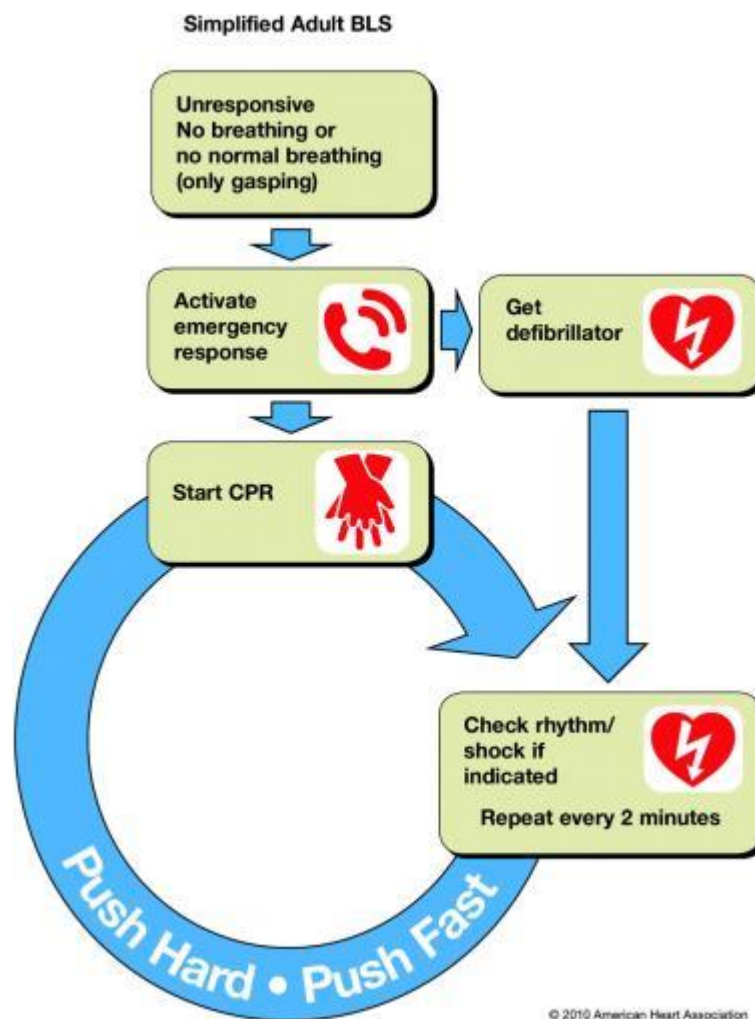 Simplified Adult BLS
Unresponsive
No breathing or
no normal breathing
(only gasping)
Activate
emergency
response
Get
defibrillator
Start CPR
Check rhythm/
shock if
indicated
Repeat every 2 minutes
Push Hard • Push Fast
© 2010 American Heart Association